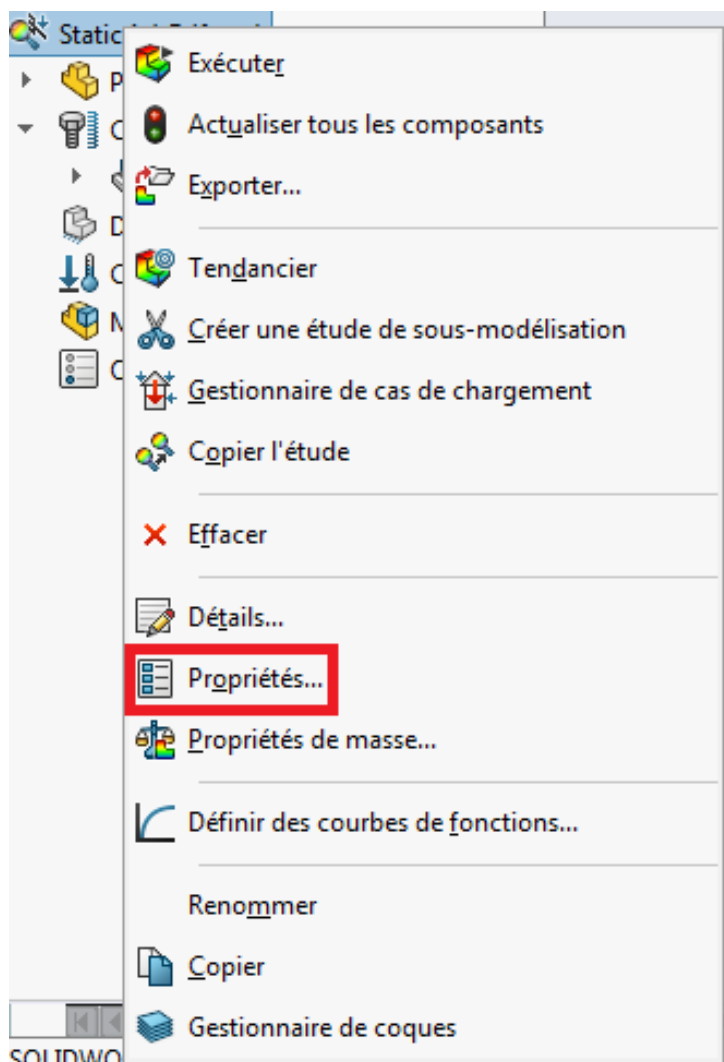 Static
Exécuter
Actualiser tous les composants
Exporter...
Tendancier
Créer une étude de sous-modélisation
Gestionnaire de cas de chargement
Copier l'étude
Effacer
Détails...
Propriétés...
Propriétés de masse...
Définir des courbes de fonctions...
Renommer
Copier
Gestionnaire de coques